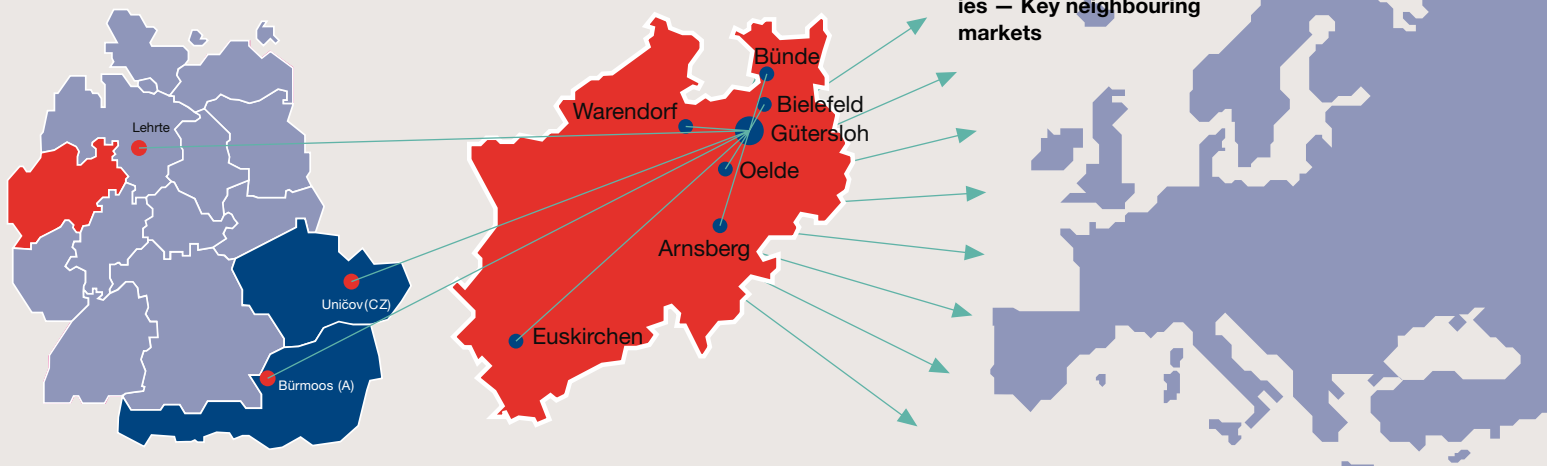 ies — Key neighbouring
markets
Lehrte
Uničov (CZ)
Bürmoos (A)
Bünde
Bielefeld
Warendorf
Gütersloh
Oelde
Arnsberg
Euskirchen